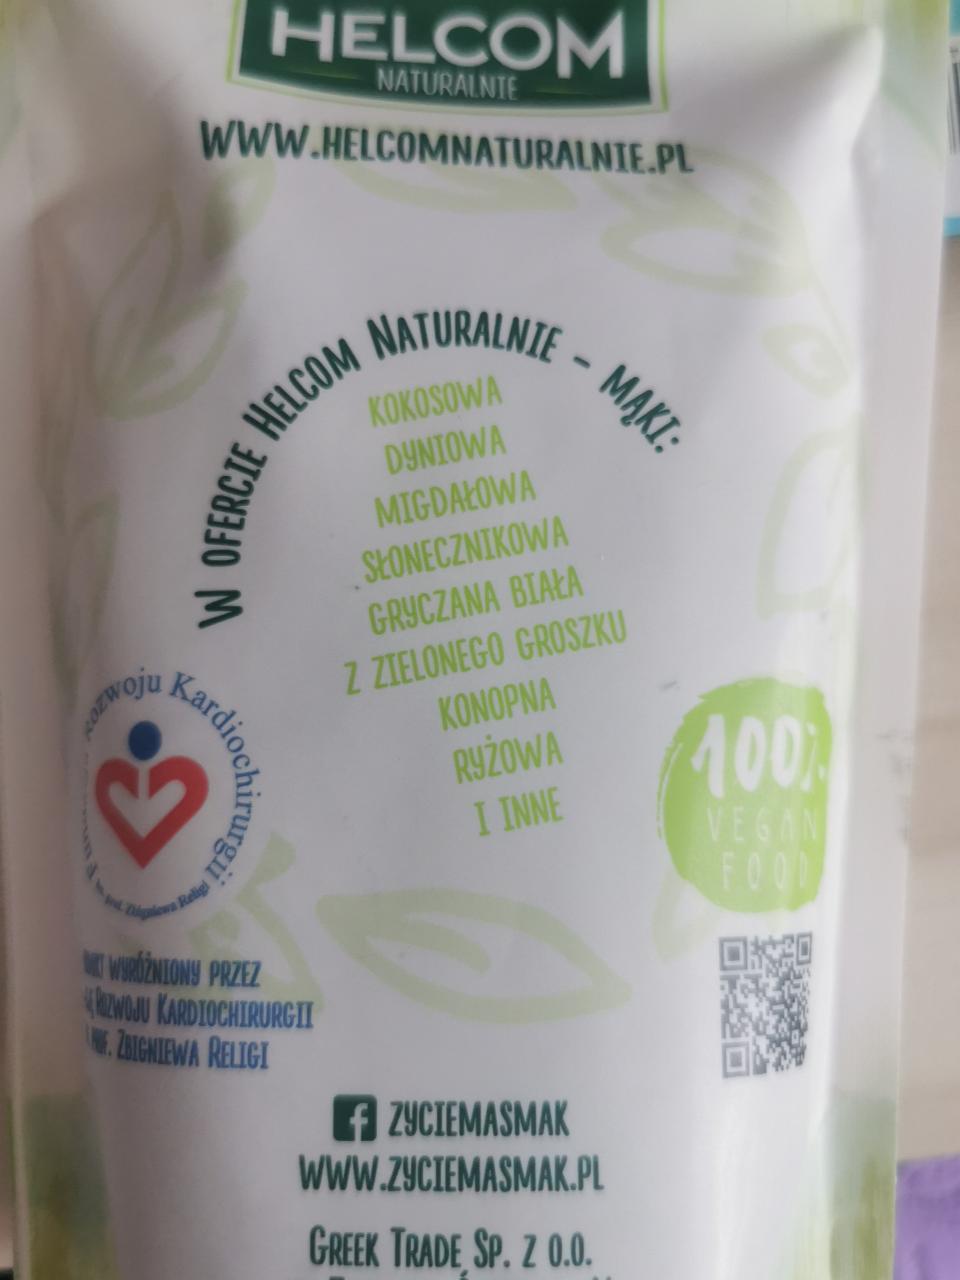 HELCOM
NATURALNIE
WWW.HELCOMNATURALNIE.PL
W OFERCIE HELCOM NATURALNIE – MĄKI:
KOKOSOWA
DYNIOWA
MIGDAŁOWA
SŁONECZNIKOWA
GRYCZANA BIAŁA
Z ZIELONEGO GROSZKU
KONOPNA
RYŻOWA
I INNE
Rozwoju Kardiochirurgii
im. prof. Zbigniewa Religi
100%
VEGAN
FOOD
WYRÓŻNIONY PRZEZ
ROZWOJU KARDIOCHIRURGII
PROF. ZBIGNIEWA RELIGI
ZYCIEMASMAK
WWW.ZYCIEMASMAK.PL
GREEK TRADE SP. Z O.O.